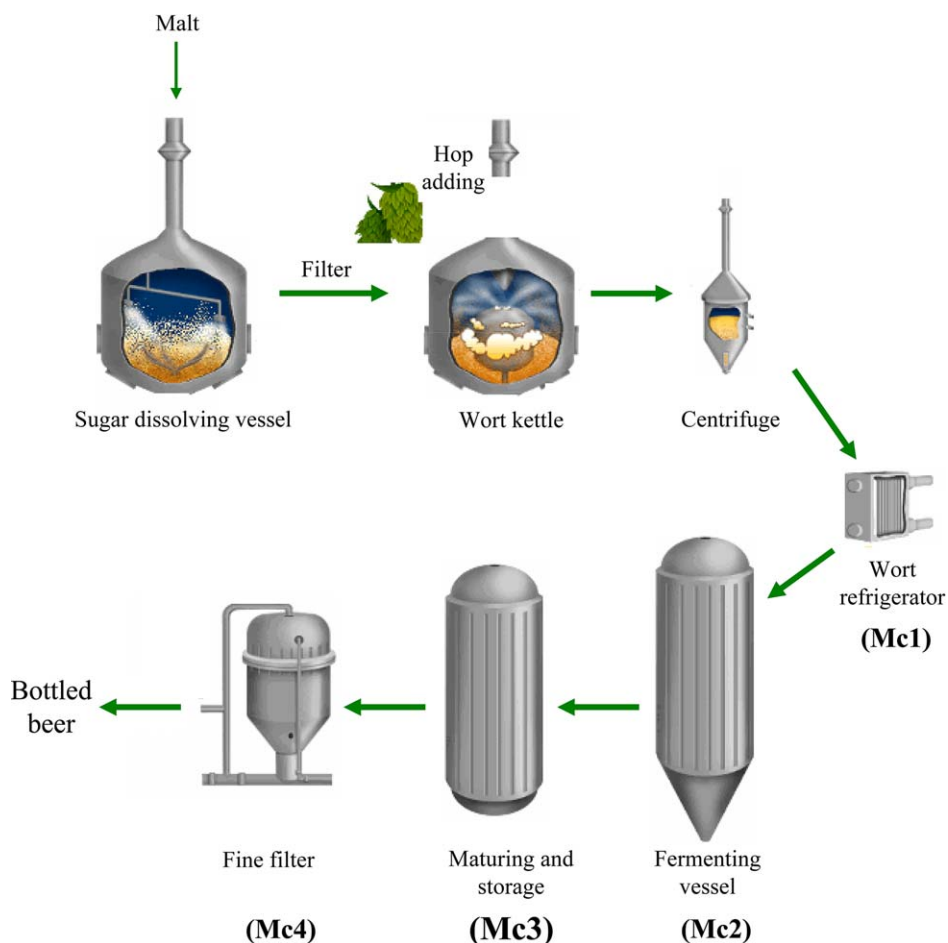 Malt
Hop
adding
Filter
Sugar dissolving vessel
Wort kettle
Centrifuge
Wort
refrigerator
(Mc1)
Bottled
beer
Fine filter
Maturing and
storage
Fermenting
vessel
(Mc4)
(Mc3)
(Mc2)